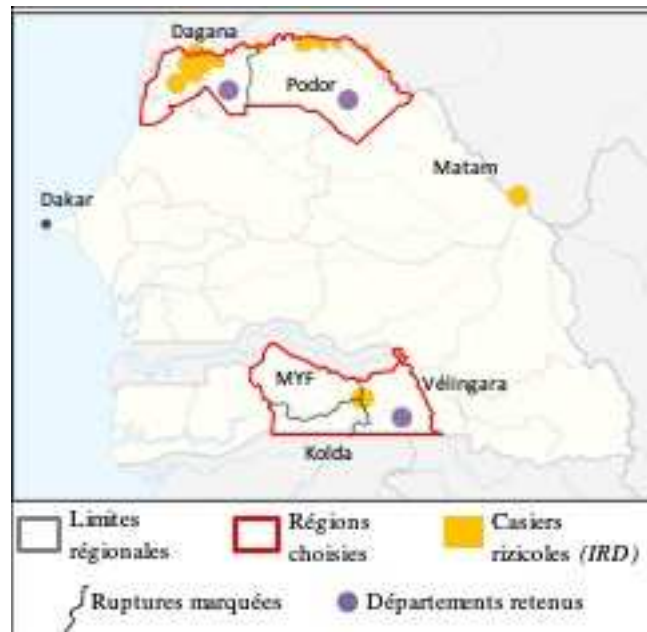 Dagana
Podor
Matam
Dakar
MYF
Vélingara
Kolda
Limites
régionales
Régions
choisies
Casiers
rizicoles (IRD)
Ruptures marquées
Départements retenus